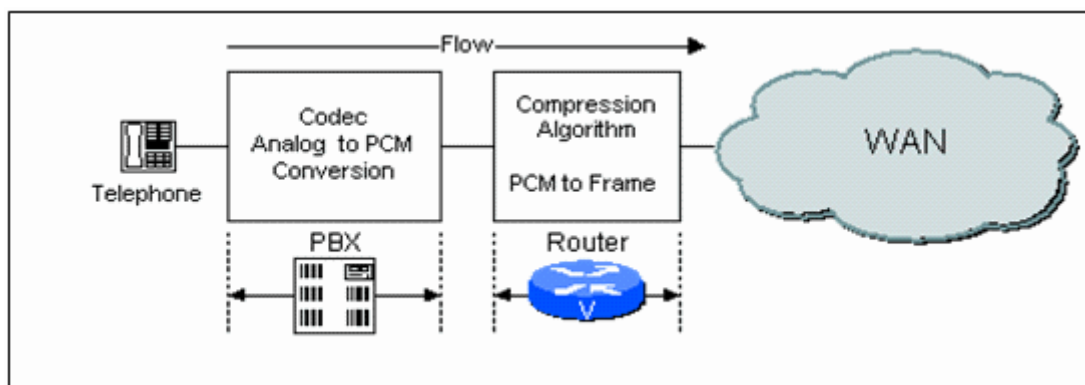 Flow
Codec
Analog to PCM
Conversion
Compression
Algorithm
PCM to Frame
WAN
Telephone
PBX
Router
V